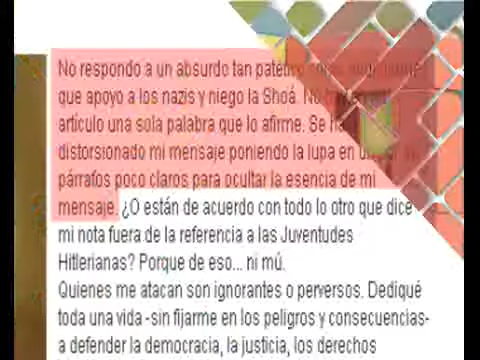 No respondo a un absurdo tan patético
que apoyo a los nazis y niego la Shoá. No
artículo una sola palabra que lo afirme. Se
distorsionado mi mensaje poniendo la lupa en
párrafos poco claros para ocultar la esencia de mi
mensaje. ¿O están de acuerdo con todo lo otro que dice
mi nota fuera de la referencia a las Juventudes
Hitlerianas? Porque de eso... ni mú.
Quienes me atacan son ignorantes o perversos. Dediqué
toda una vida -sin fijarme en los peligros y consecuencias-
a defender la democracia, la justicia, los derechos